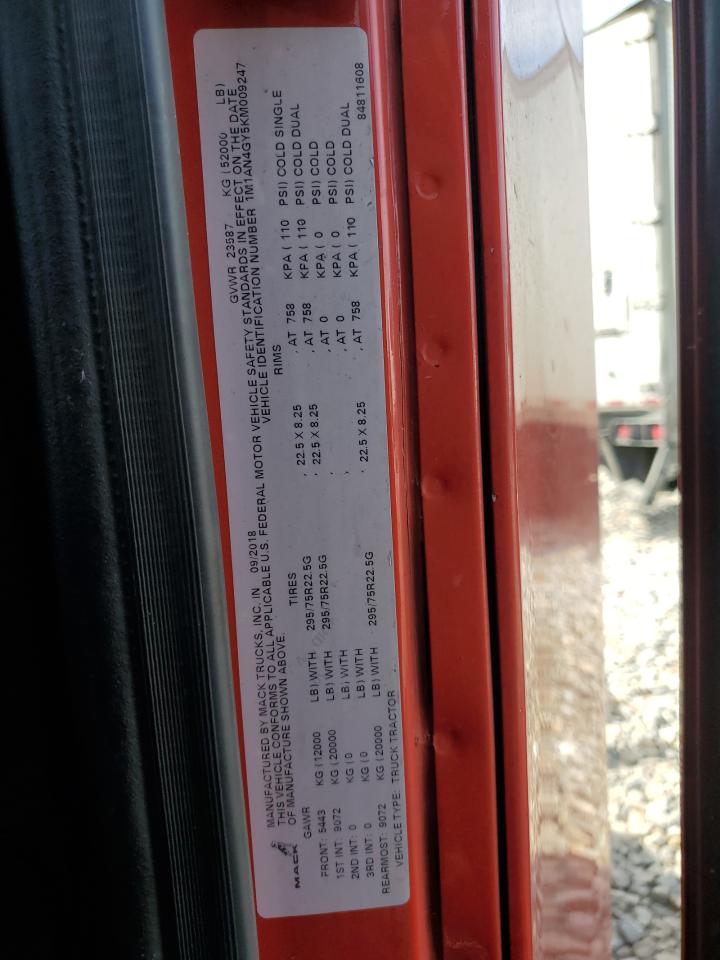 MANUFACTURED BY MACK TRUCKS, INC. IN 09/2018 GVWR 23587 KG (52000 LB)
THIS VEHICLE CONFORMS TO ALL APPLICABLE U.S. FEDERAL MOTOR VEHICLE SAFETY STANDARDS IN EFFECT ON THE DATE
OF MANUFACTURE SHOWN ABOVE. VEHICLE IDENTIFICATION NUMBER 1M1AN4GY5KM009247
MACK
GAWR TIRES RIMS
FRONT: 5443 KG (12000 LB) WITH 295/75R22.5G , 22.5 X 8.25 , AT 758 KPA ( 110 PSI) COLD SINGLE
1ST INT: 9072 KG (20000 LB) WITH 295/75R22.5G , 22.5 X 8.25 , AT 758 KPA ( 110 PSI) COLD DUAL
2ND INT: 0 KG (0 LB) WITH , , AT 0 KPA ( 0 PSI) COLD
3RD INT: 0 KG (0 LB) WITH , , AT 0 KPA ( 0 PSI) COLD
REARMOST: 9072 KG (20000 LB) WITH 295/75R22.5G , 22.5 X 8.25 , AT 758 KPA ( 110 PSI) COLD DUAL
VEHICLE TYPE: TRUCK TRACTOR 84811608